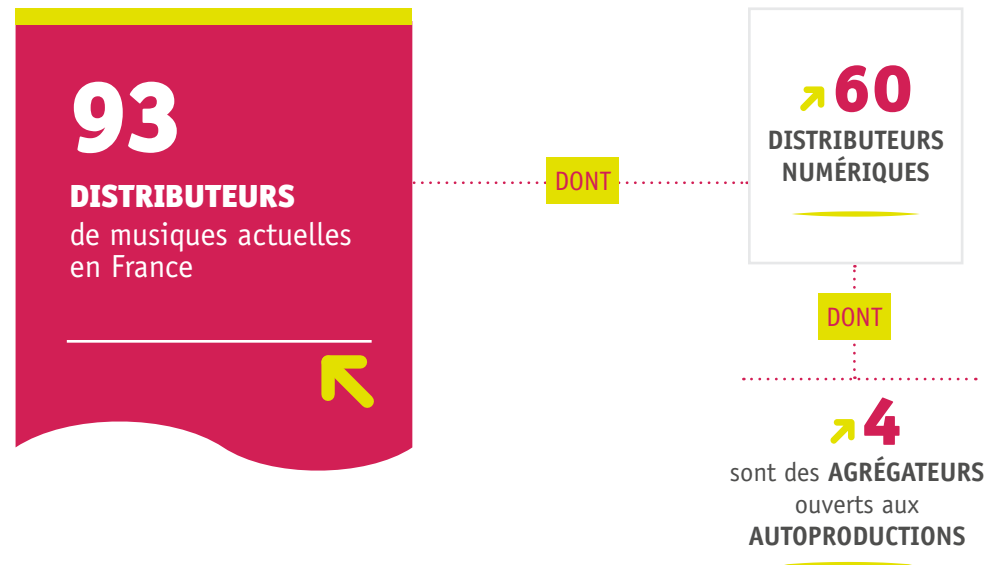 93
DISTRIBUTEURS
de musiques actuelles
en France
DONT
60
DISTRIBUTEURS
NUMÉRIQUES
DONT
4
sont des AGRÉGATEURS
ouverts aux
AUTOPRODUCTIONS